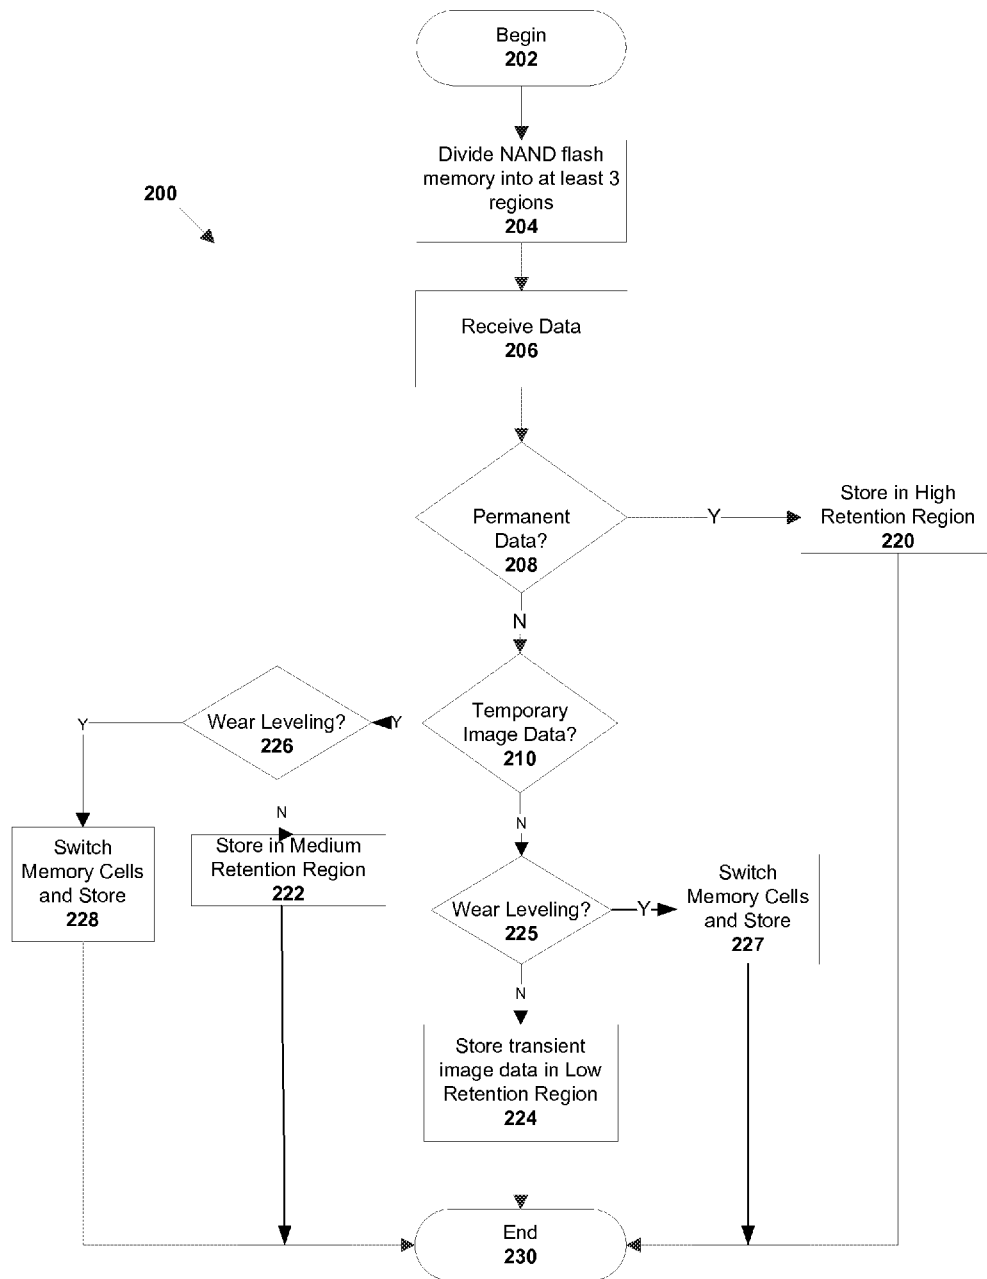 Begin
202
Divide NAND flash
memory into at least 3
regions
204
200
Receive Data
206
Permanent
Data?
208
Y
Store in High
Retention Region
220
N
Temporary
Image Data?
210
Y
Wear Leveling?
226
Y
N
N
Switch
Memory Cells
and Store
228
Store in Medium
Retention Region
222
Wear Leveling?
225
Y
Switch
Memory Cells
and Store
227
N
Store transient
image data in Low
Retention Region
224
End
230